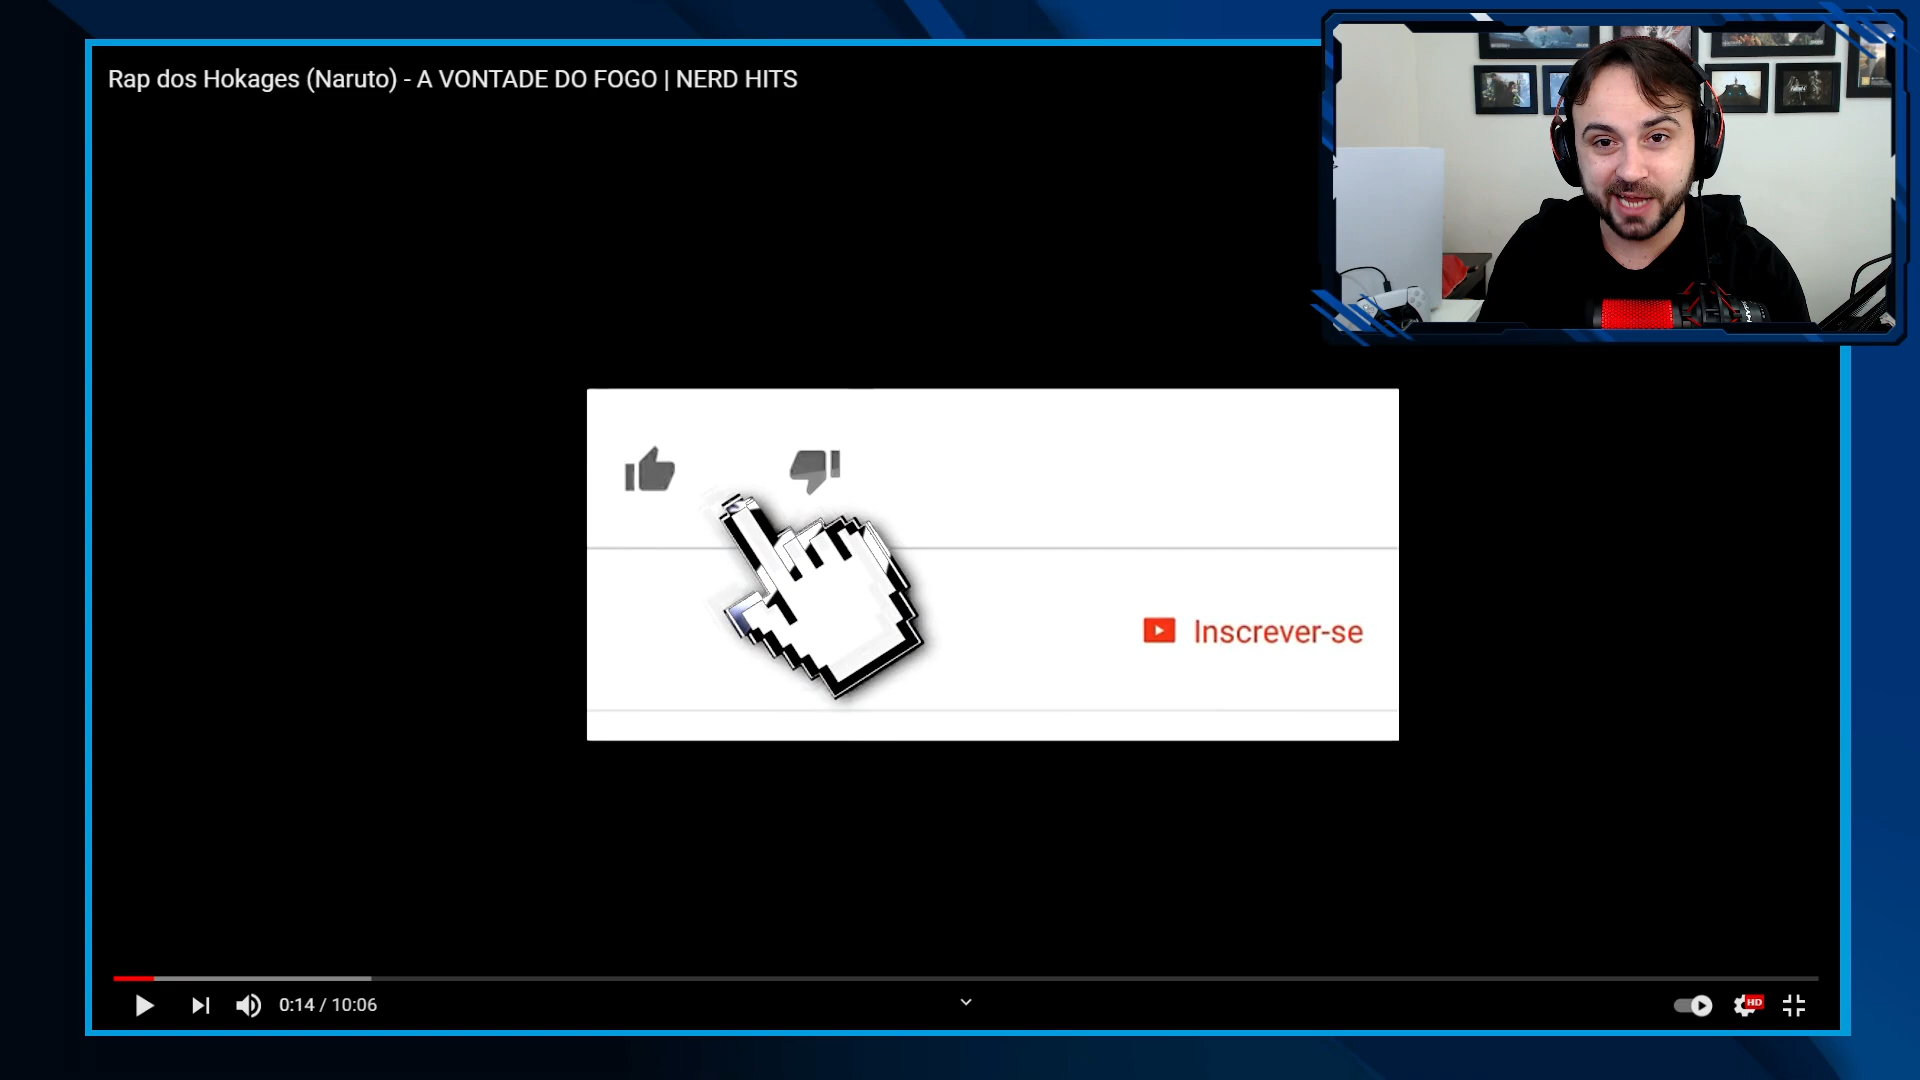 Rap dos Hokages (Naruto) - A VONTADE DO FOGO | NERD HITS
Inscrever-se
0:14 / 10:06
HD